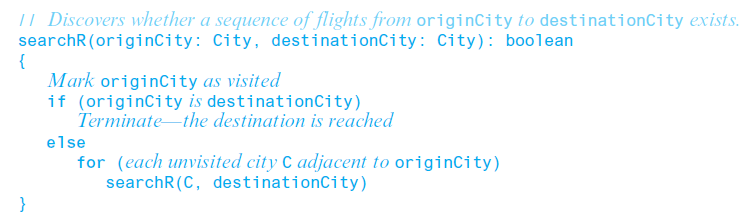 // Discovers whether a sequence of flights from originCity to destinationCity exists.
searchR(originCity: City, destinationCity: City): boolean
{
Mark originCity as visited
if (originCity is destinationCity)
Terminate—the destination is reached
else
for (each unvisited city C adjacent to originCity)
searchR(C, destinationCity)
}